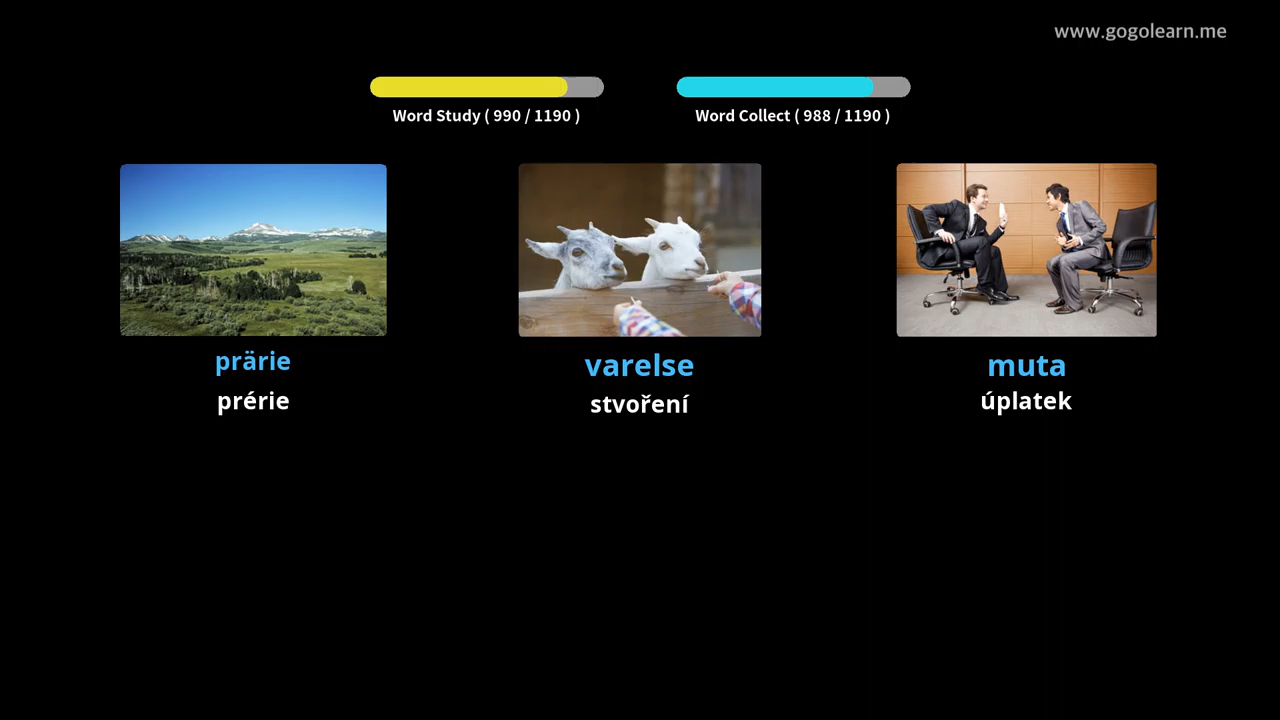 www.gogolearn.me
Word Study ( 990 / 1190 )
Word Collect ( 988 / 1190 )
prärie
varelse
muta
prérie
stvoření
úplatek